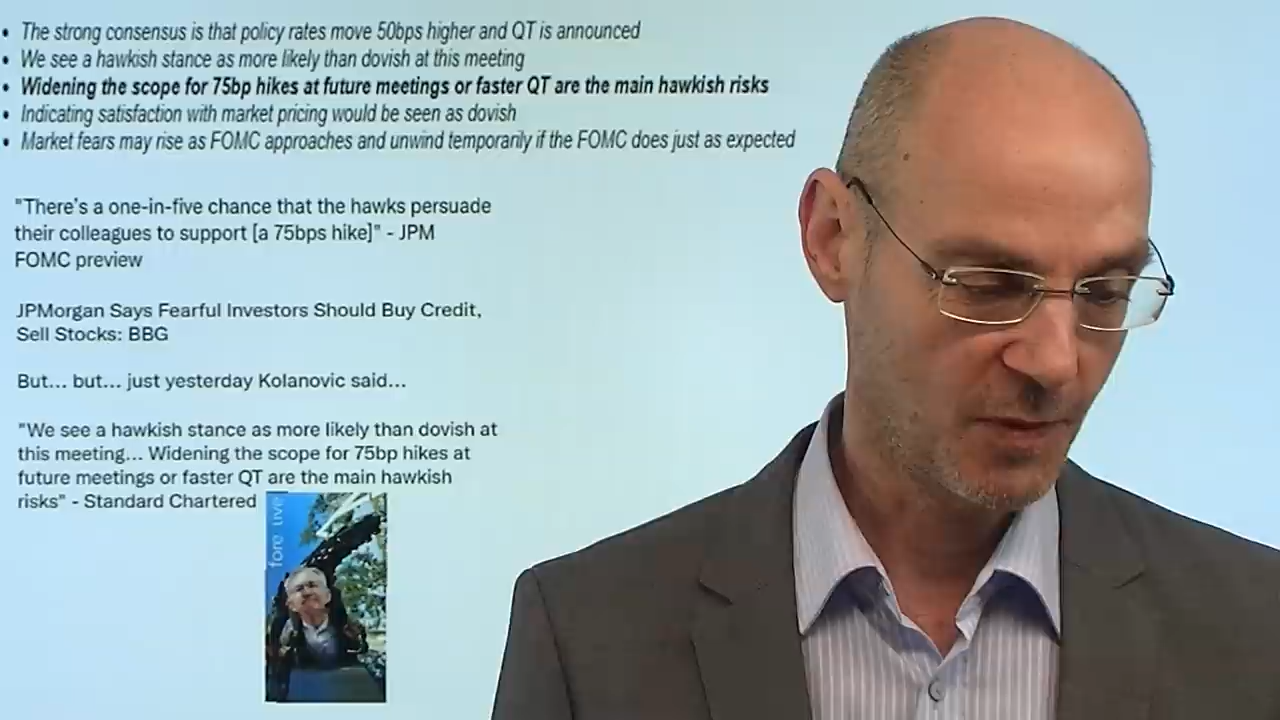 • The strong consensus is that policy rates move 50bps higher and QT is announced
• We see a hawkish stance as more likely than dovish at this meeting
• Widening the scope for 75bp hikes at future meetings or faster QT are the main hawkish risks
• Indicating satisfaction with market pricing would be seen as dovish
• Market fears may rise as FOMC approaches and unwind temporarily if the FOMC does just as expected
"There's a one-in-five chance that the hawks persuade
their colleagues to support [a 75bps hike]" - JPM
FOMC preview
JPMorgan Says Fearful Investors Should Buy Credit,
Sell Stocks: BBG
But... but... just yesterday Kolanovic said...
"We see a hawkish stance as more likely than dovish at
this meeting... Widening the scope for 75bp hikes at
future meetings or faster QT are the main hawkish
risks" - Standard Chartered
fore live